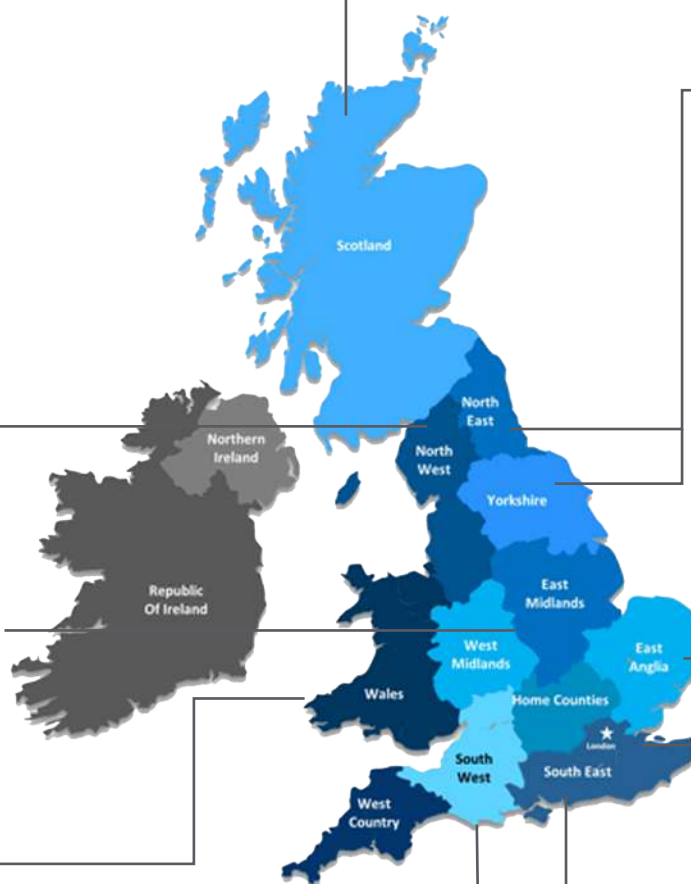 Scotland
North
East
Northern
Ireland
North
West
Yorkshire
Republic
Of Ireland
East
Midlands
West
Midlands
East
Anglia
Wales
Home Counties
London
South
West
South East
West
Country